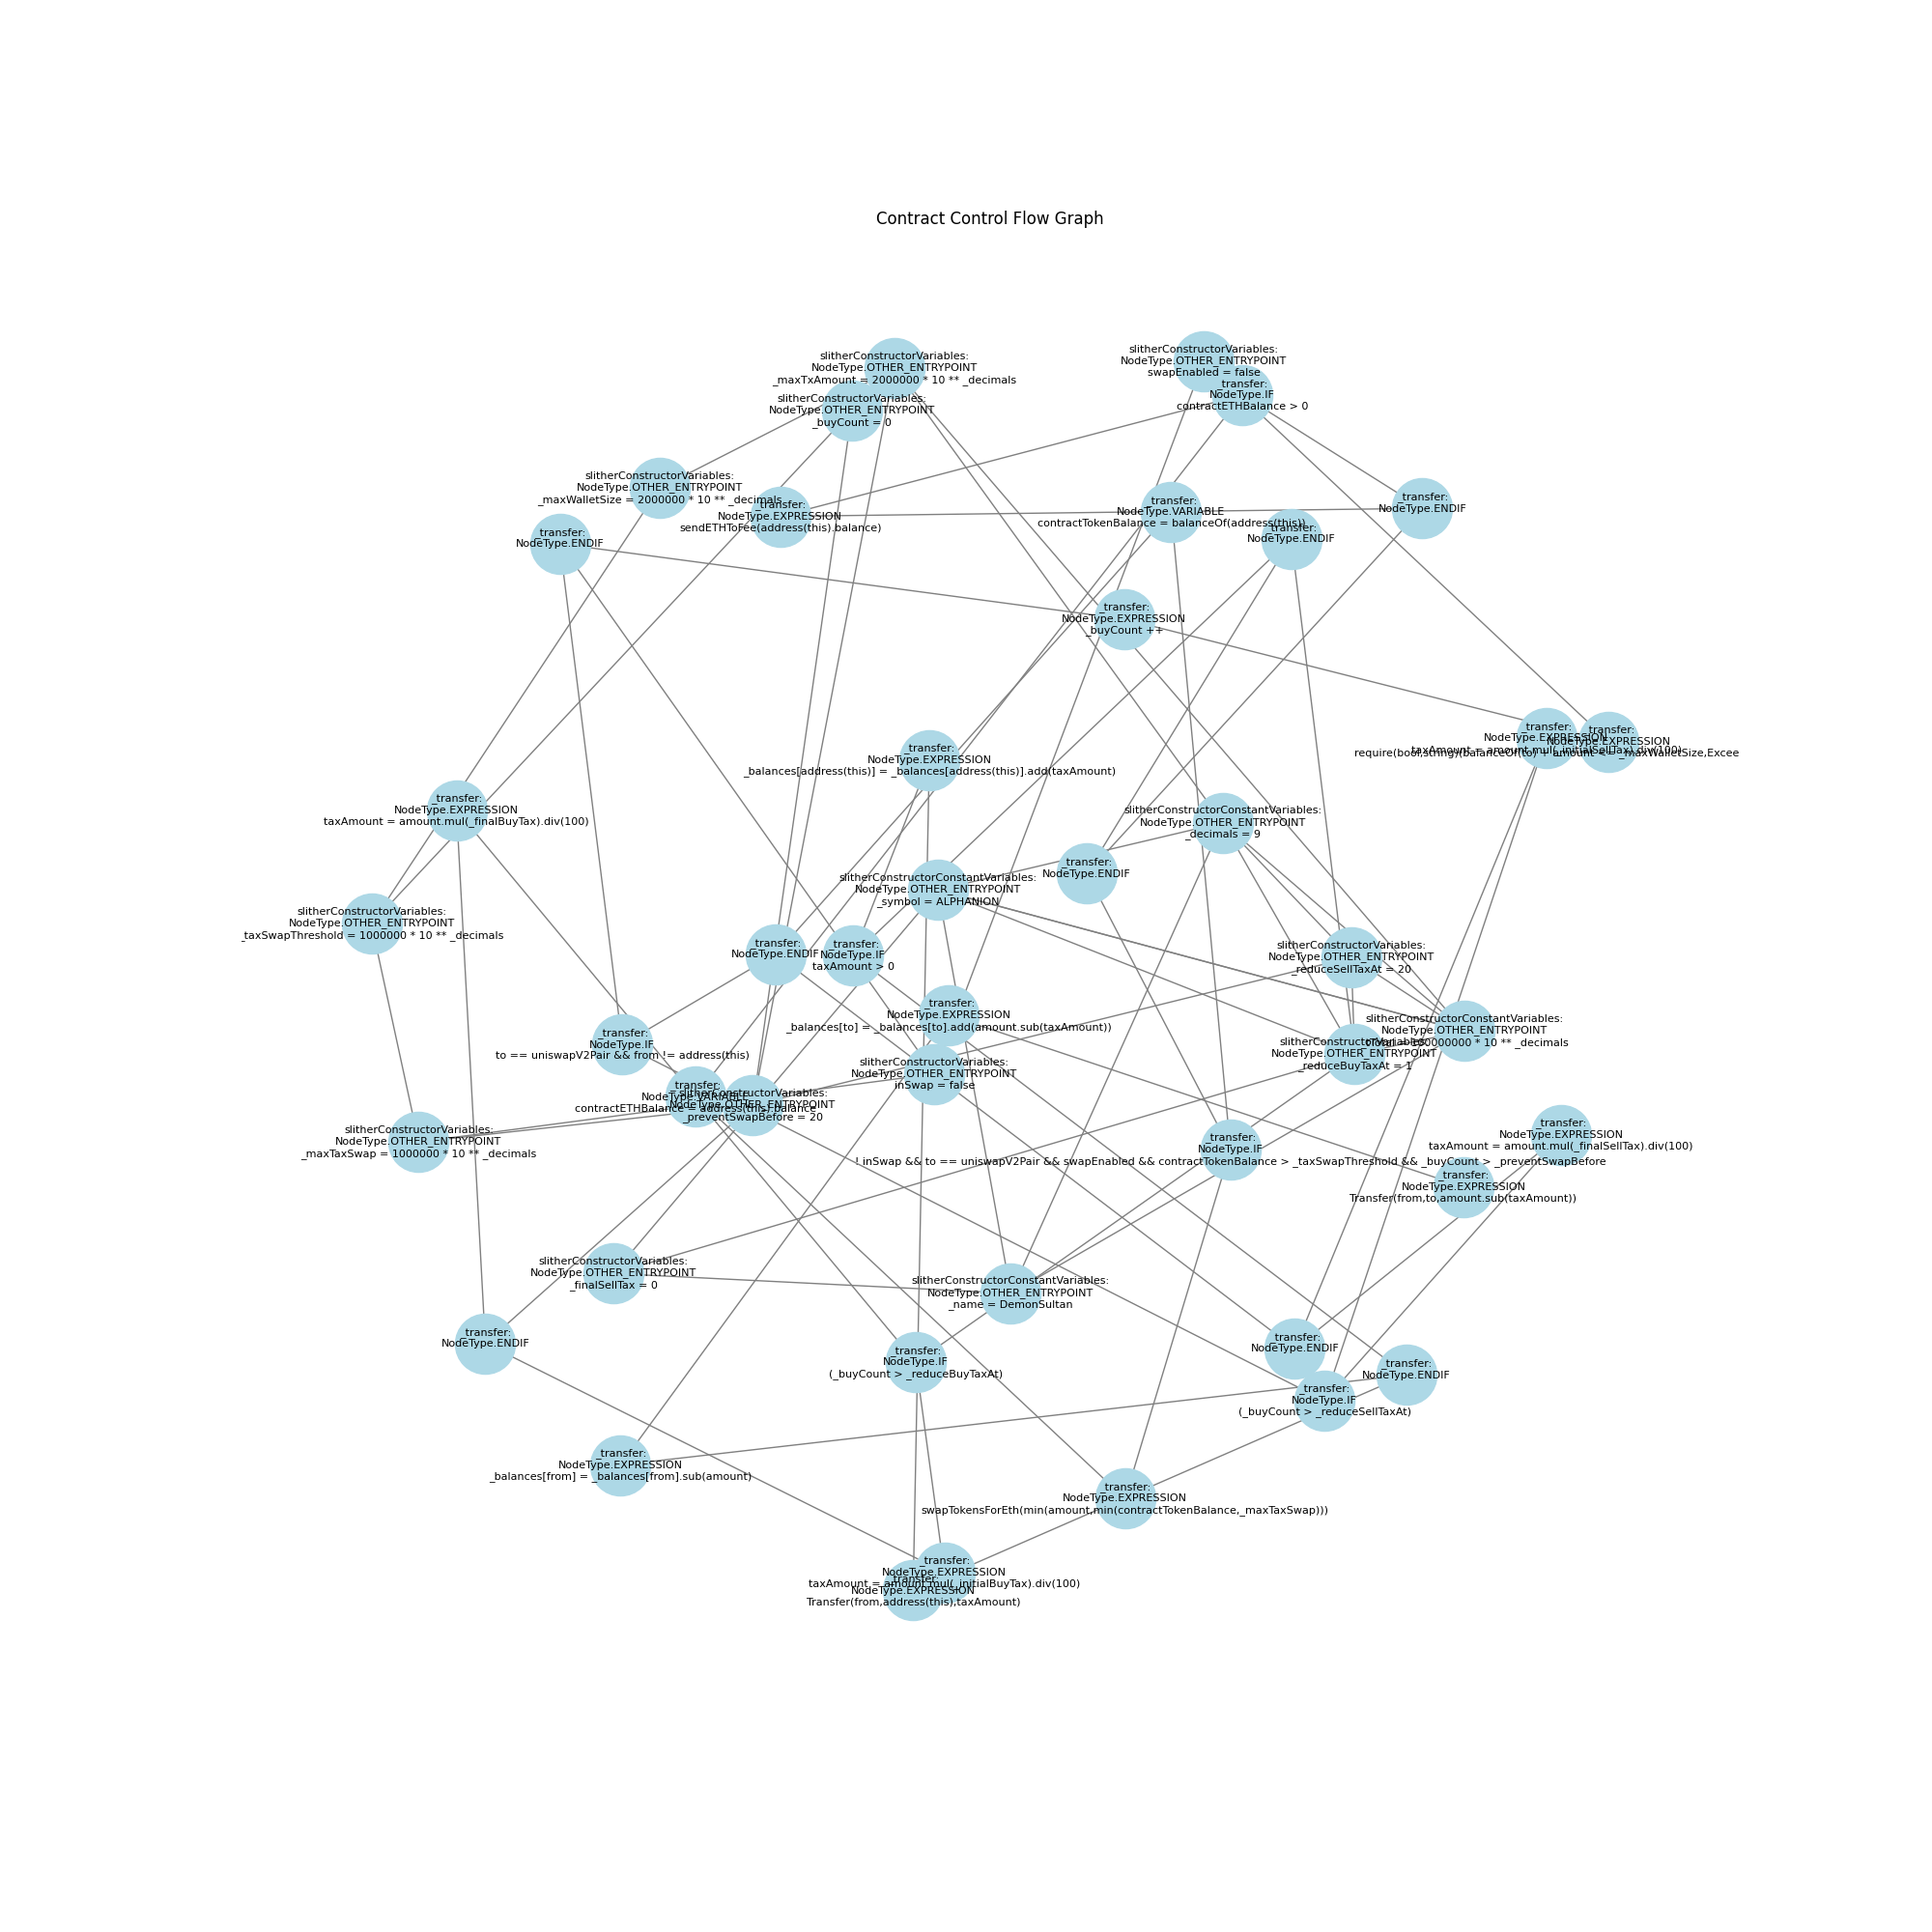 Contract Control Flow Graph
slitherConstructorVariables:
NodeType.OTHER_ENTRYPOINT
_maxTxAmount = 2000000 * 10 ** _decimals
slitherConstructorVariables:
NodeType.OTHER_ENTRYPOINT
swapEnabled = false
_transfer:
NodeType.IF
contractETHBalance > 0
slitherConstructorVariables:
NodeType.OTHER_ENTRYPOINT
_buyCount = 0
slitherConstructorVariables:
NodeType.OTHER_ENTRYPOINT
_maxWalletSize = 2000000 * 10 ** _decimals
_transfer:
NodeType.EXPRESSION
sendETHToFee(address(this).balance)
_transfer:
NodeType.VARIABLE
contractTokenBalance = balanceOf(address(this))
_transfer:
NodeType.ENDIF
_transfer:
NodeType.ENDIF
_transfer:
NodeType.ENDIF
_transfer:
NodeType.EXPRESSION
_buyCount ++
_transfer:
NodeType.EXPRESSION
taxAmount = amount.mul(_initialSellTax).div(100)
_transfer:
NodeType.EXPRESSION
require(bool,string)(balanceOf(to) + amount <= _maxWalletSize,Excee
_transfer:
NodeType.EXPRESSION
_balances[address(this)] = _balances[address(this)].add(taxAmount)
_transfer:
NodeType.EXPRESSION
taxAmount = amount.mul(_finalBuyTax).div(100)
slitherConstructorConstantVariables:
NodeType.OTHER_ENTRYPOINT
_decimals = 9
_transfer:
NodeType.ENDIF
slitherConstructorConstantVariables:
NodeType.OTHER_ENTRYPOINT
_symbol = ALPHANION
slitherConstructorVariables:
NodeType.OTHER_ENTRYPOINT
_taxSwapThreshold = 1000000 * 10 ** _decimals
_transfer:
NodeType.ENDIF
_transfer:
NodeType.IF
taxAmount > 0
slitherConstructorVariables:
NodeType.OTHER_ENTRYPOINT
_reduceSellTaxAt = 20
_transfer:
NodeType.EXPRESSION
_balances[to] = _balances[to].add(amount.sub(taxAmount))
slitherConstructorConstantVariables:
NodeType.OTHER_ENTRYPOINT
00000000 * 10 ** _decimals
_transfer:
NodeType.IF
to == uniswapV2Pair && from != address(this)
slitherConstructorVariables:
NodeType.OTHER_ENTRYPOINT
_reduceBuyTaxAt = 1
slitherConstructorVariables:
NodeType.OTHER_ENTRYPOINT
inSwap = false
_transfer:
NodeType.VARIABLE
contractETHBalance = address(this).balance
slitherConstructorVariables:
NodeType.OTHER_ENTRYPOINT
_preventSwapBefore = 20
slitherConstructorVariables:
NodeType.OTHER_ENTRYPOINT
_maxTaxSwap = 1000000 * 10 ** _decimals
_transfer:
NodeType.EXPRESSION
taxAmount = amount.mul(_finalSellTax).div(100)
_transfer:
NodeType.IF
! inSwap && to == uniswapV2Pair && swapEnabled && contractTokenBalance > _taxSwapThreshold && _buyCount > _preventSwapBefore
_transfer:
NodeType.EXPRESSION
Transfer(from,to,amount.sub(taxAmount))
slitherConstructorVariables:
NodeType.OTHER_ENTRYPOINT
_finalSellTax = 0
slitherConstructorConstantVariables:
NodeType.OTHER_ENTRYPOINT
_name = DemonSultan
_transfer:
NodeType.ENDIF
_transfer:
NodeType.ENDIF
_transfer:
NodeType.IF
(_buyCount > _reduceBuyTaxAt)
_transfer:
NodeType.ENDIF
_transfer:
NodeType.IF
(_buyCount > _reduceSellTaxAt)
_transfer:
NodeType.EXPRESSION
_balances[from] = _balances[from].sub(amount)
_transfer:
NodeType.EXPRESSION
swapTokensForEth(min(amount,min(contractTokenBalance,_maxTaxSwap)))
_transfer:
NodeType.EXPRESSION
taxAmount = amount.mul(_initialBuyTax).div(100)
_transfer:
NodeType.EXPRESSION
Transfer(from,address(this),taxAmount)